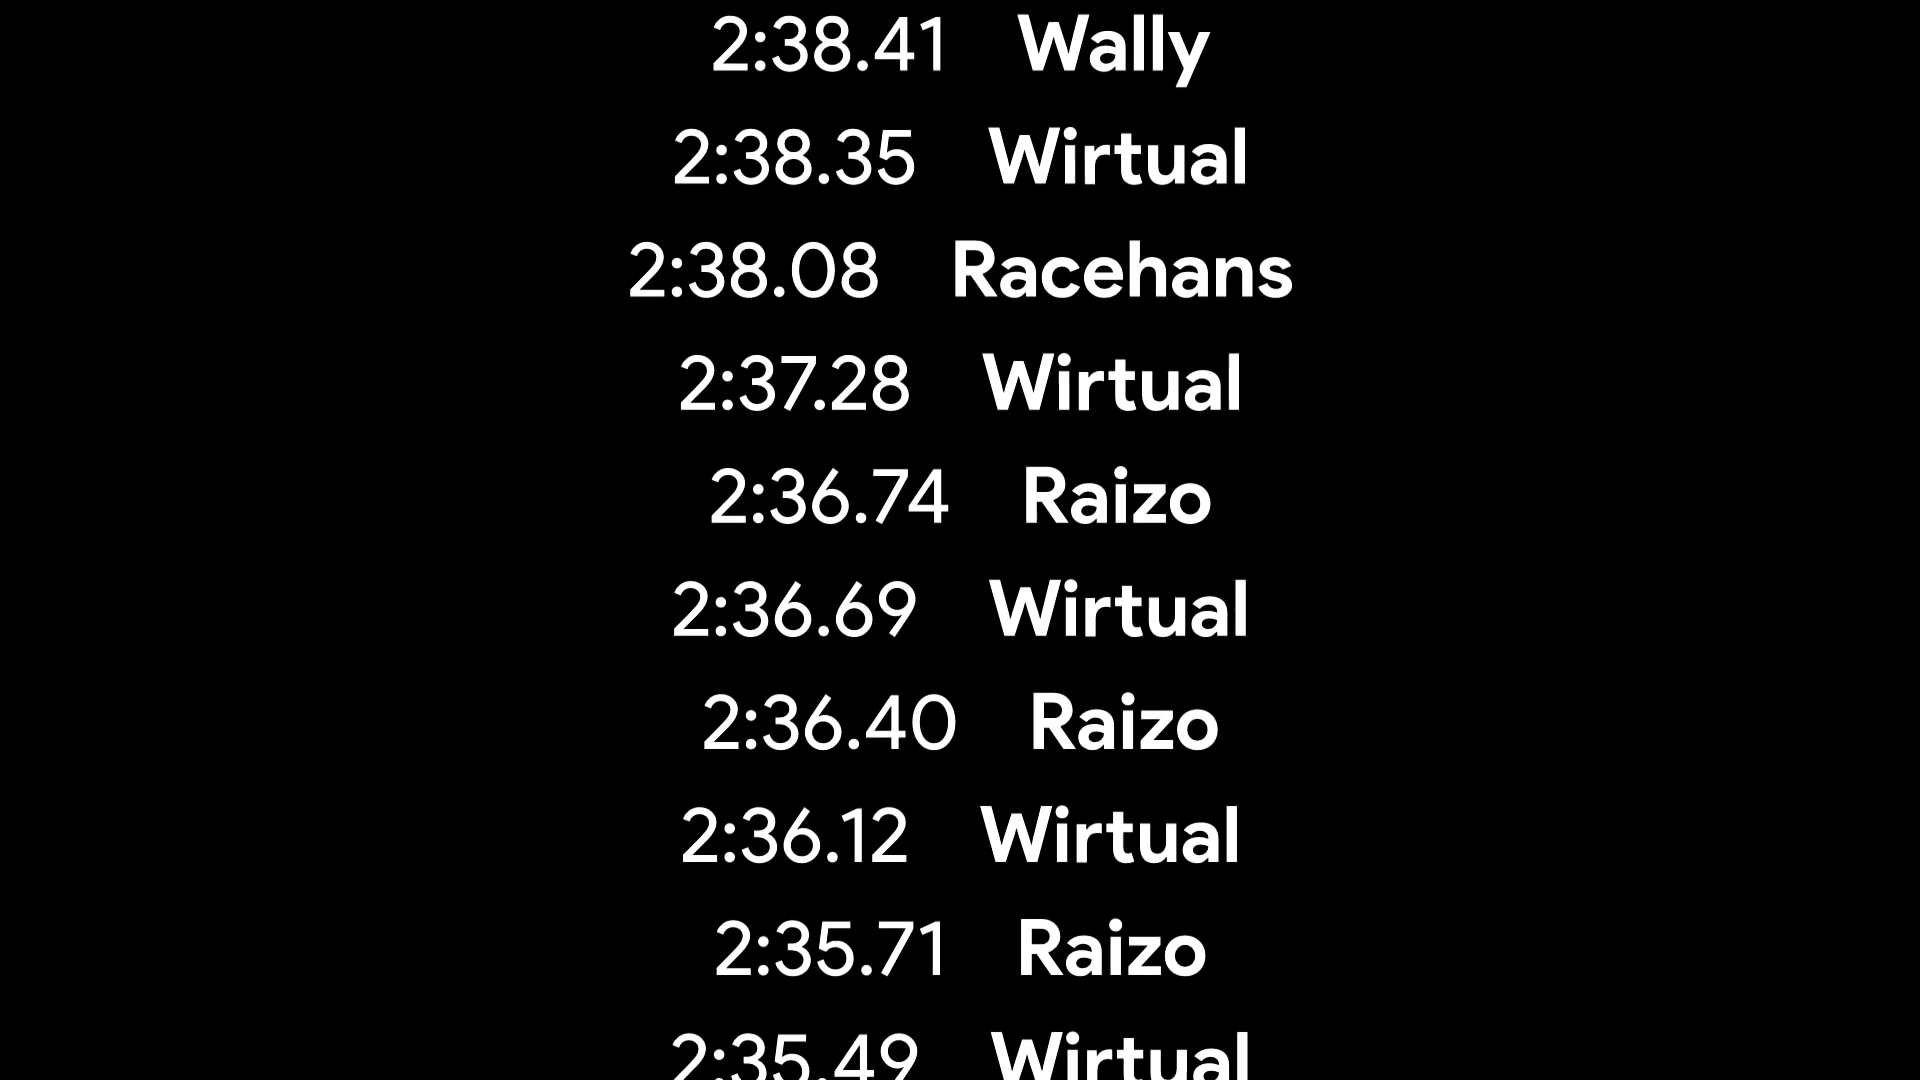 2:38.41 Wally
2:38.35 Wirtual
2:38.08 Racehans
2:37.28 Wirtual
2:36.74 Raizo
2:36.69 Wirtual
2:36.40 Raizo
2:36.12 Wirtual
2:35.71 Raizo
2:35.49 Wirtual